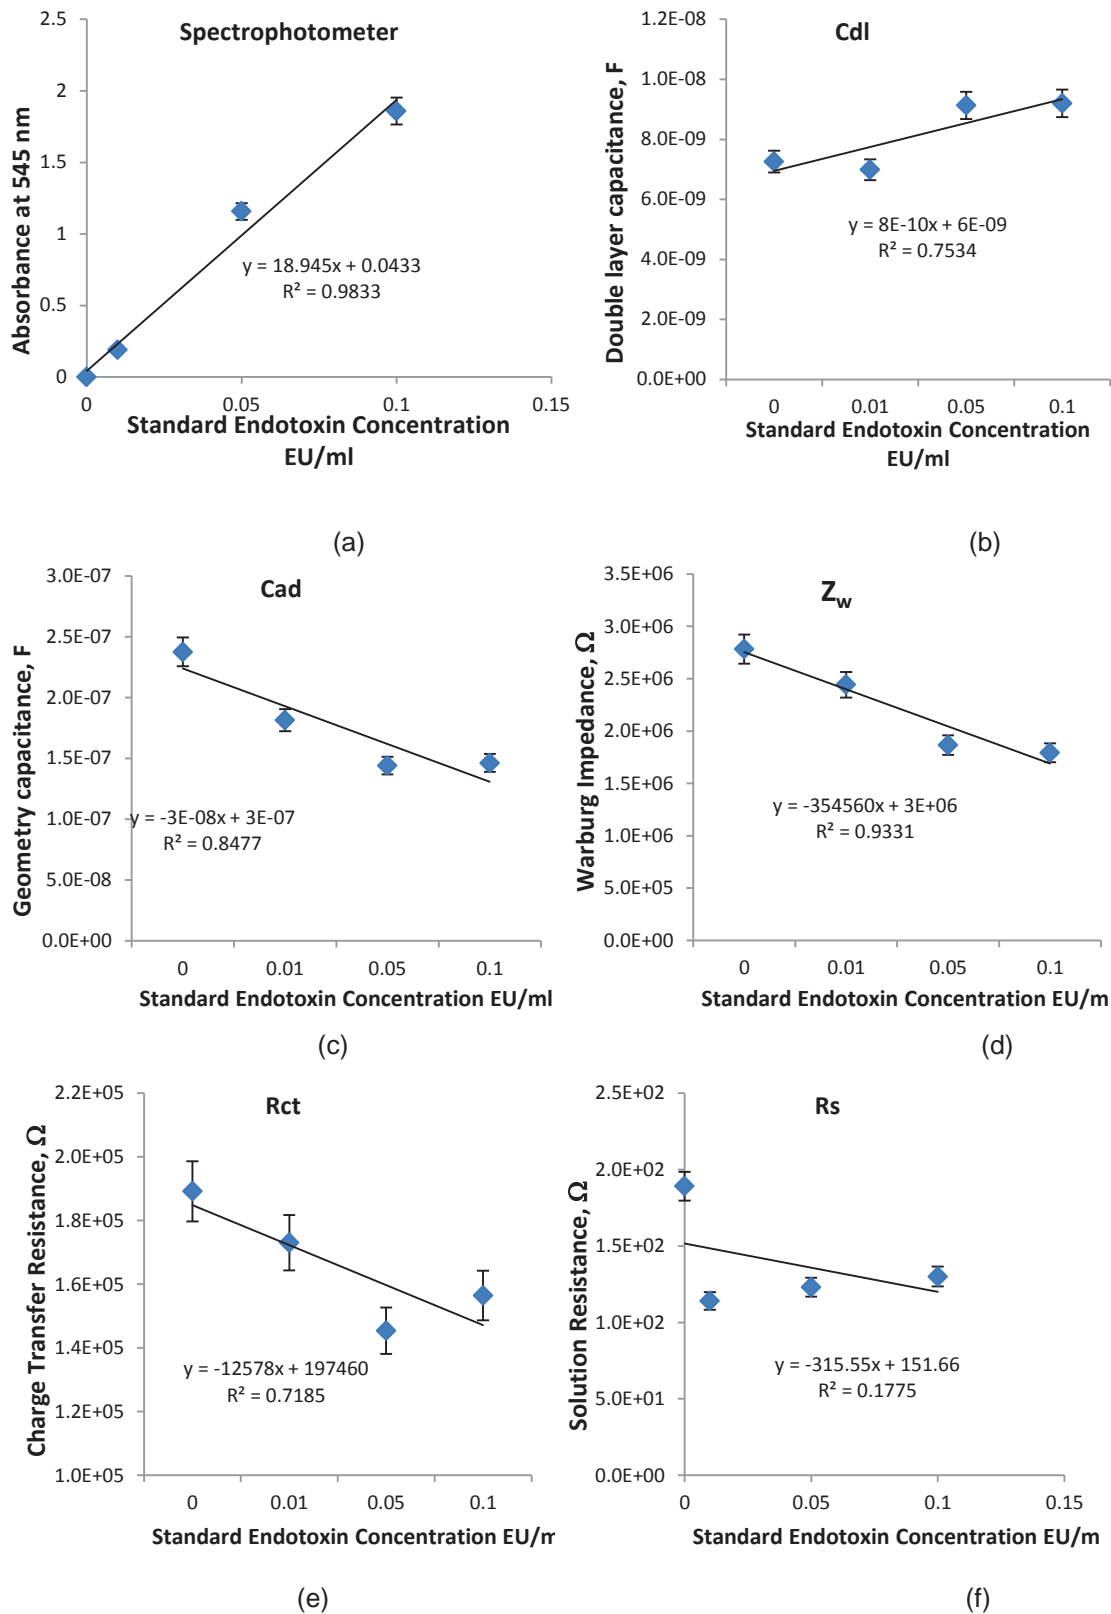 Spectrophotometer
Absorbance at 545 nm
2.5
2
1.5
1
0.5
0
y = 18.945x + 0.0433
R² = 0.9833
0
0.05
0.1
0.15
Standard Endotoxin Concentration
EU/ml
(a)
Cdl
Double layer capacitance, F
1.2E-08
1.0E-08
8.0E-09
6.0E-09
4.0E-09
2.0E-09
0.0E+00
y = 8E-10x + 6E-09
R² = 0.7534
0
0.01
0.05
0.1
Standard Endotoxin Concentration
EU/ml
(b)
Cad
Geometry capacitance, F
3.0E-07
2.5E-07
2.0E-07
1.5E-07
1.0E-07
5.0E-08
0.0E+00
y = -3E-08x + 3E-07
R² = 0.8477
0
0.01
0.05
0.1
Standard Endotoxin Concentration EU/ml
(c)
Zw
Warburg Impedance, Ω
3.5E+06
3.0E+06
2.5E+06
2.0E+06
1.5E+06
1.0E+06
5.0E+05
0.0E+00
y = -354560x + 3E+06
R² = 0.9331
0
0.01
0.05
0.1
Standard Endotoxin Concentration EU/m
(d)
Rct
Charge Transfer Resistance, Ω
2.2E+05
2.0E+05
1.8E+05
1.6E+05
1.4E+05
1.2E+05
1.0E+05
y = -12578x + 197460
R² = 0.7185
0
0.01
0.05
0.1
Standard Endotoxin Concentration EU/m
(e)
Rs
Solution Resistance, Ω
2.5E+02
2.0E+02
1.5E+02
1.0E+02
5.0E+01
0.0E+00
y = -315.55x + 151.66
R² = 0.1775
0
0.05
0.1
0.15
Standard Endotoxin Concentration EU/m
(f)